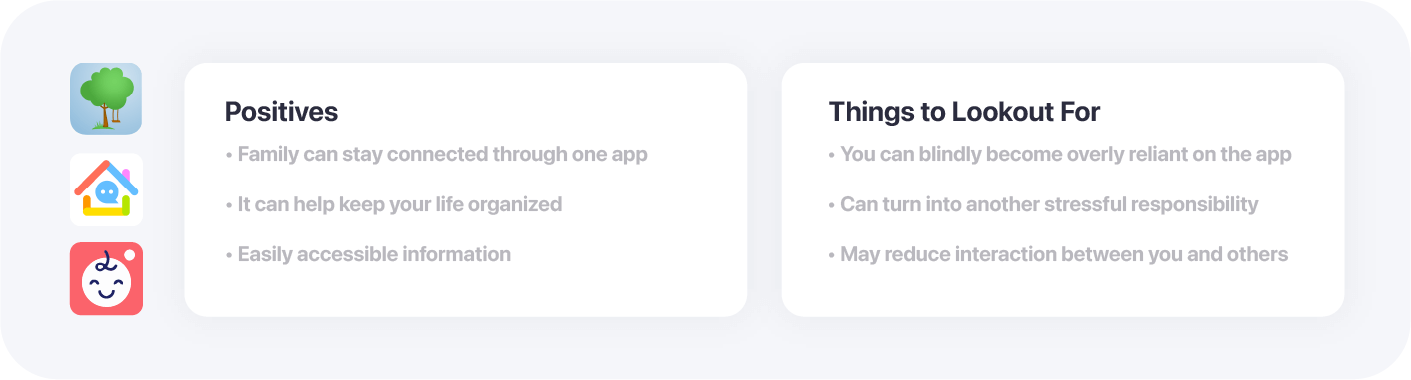 Positives
• Family can stay connected through one app
• It can help keep your life organized
• Easily accessible information
Things to Lookout For
• You can blindly become overly reliant on the app
• Can turn into another stressful responsibility
• May reduce interaction between you and others